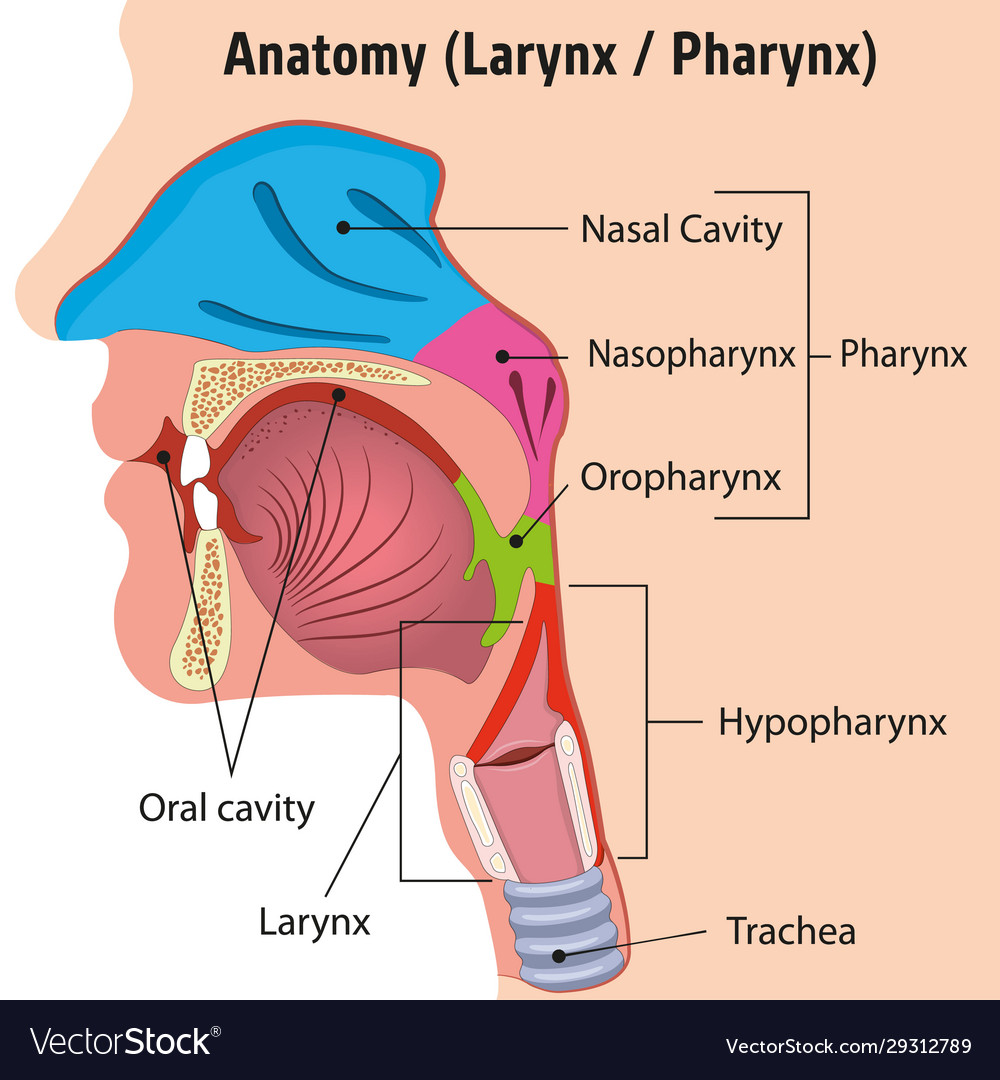 Anatomy (Larynx / Pharynx)
Nasal Cavity
Nasopharynx
Pharynx
Oropharynx
Hypopharynx
Oral cavity
Larynx
Trachea
VectorStock®
VectorStock.com/29312789